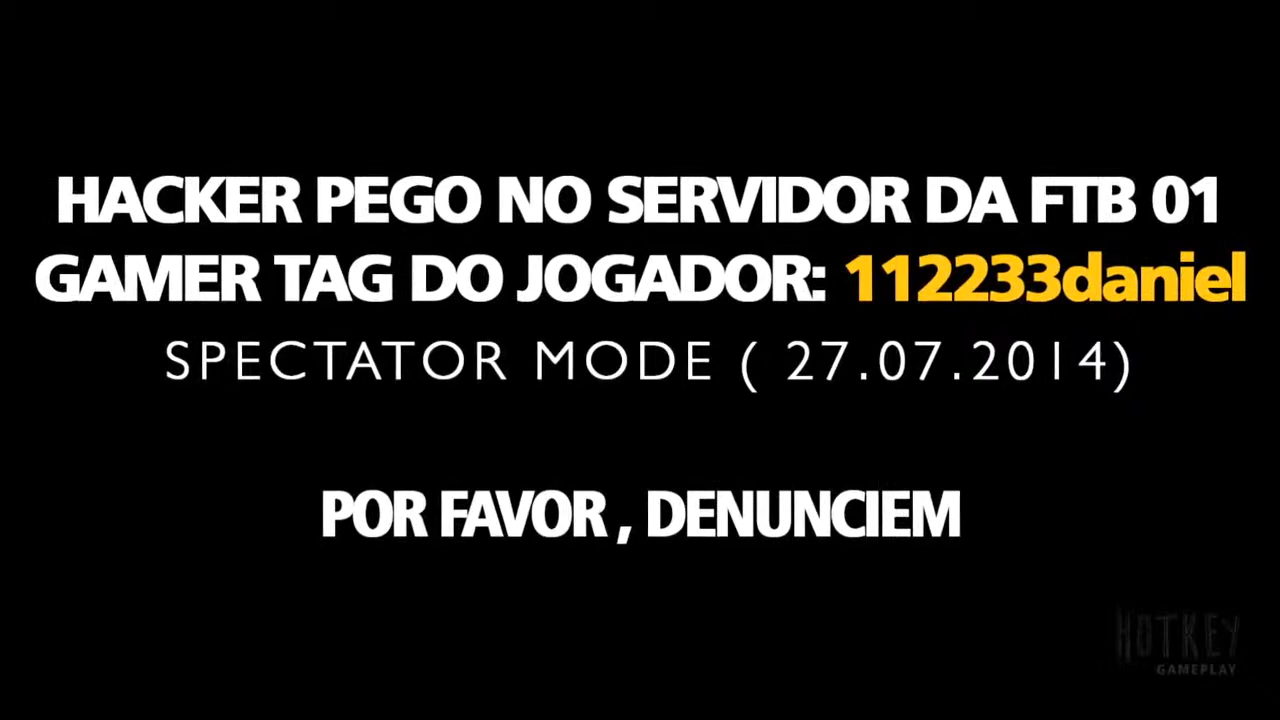 HACKER PEGO NO SERVIDOR DA FTB 01
GAMER TAG DO JOGADOR: 112233daniel
SPECTATOR MODE ( 27.07.2014)
POR FAVOR , DENUNCIEM
HOTKEY
GAMEPLAY